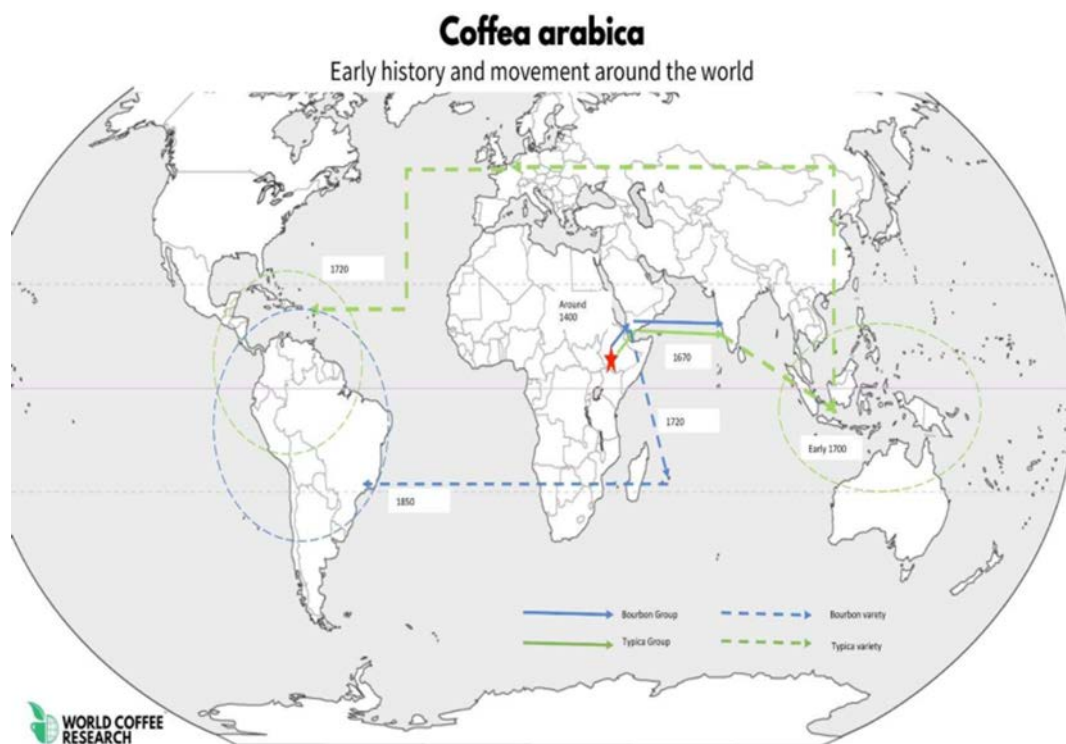 Coffea arabica
Early history and movement around the world
1720
Around
1400
1670
1720
Early 1700
1850
Bourbon Group
Bourbon varety
Typica Group
Typica variety
WORLD COFFEE
RESEARCH